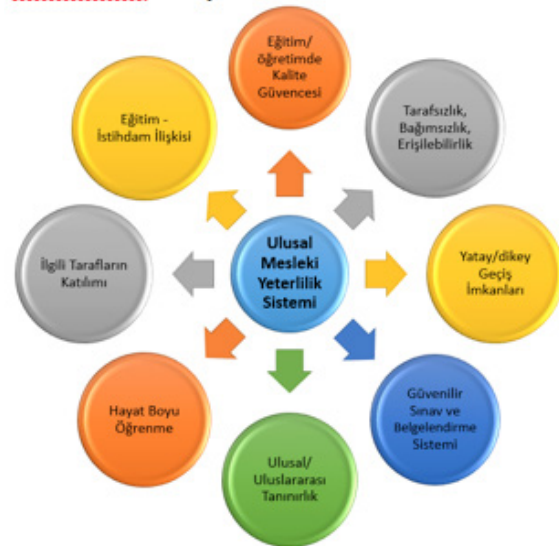 Eğitim/
öğretimde
Kalite
Güvencesi
Tarafsızlık,
Bağımsızlık,
Erişilebilirlik
Yatay/dikey
Geçiş
İmkanları
Güvenilir
Sınav ve
Belgelendirme
Sistemi
Ulusal/
Uluslararası
Tanınırlık
Hayat Boyu
Öğrenme
İlgili Tarafların
Katılımı
Eğitim -
İstihdam İlişkisi
Ulusal
Mesleki
Yeterlilik
Sistemi